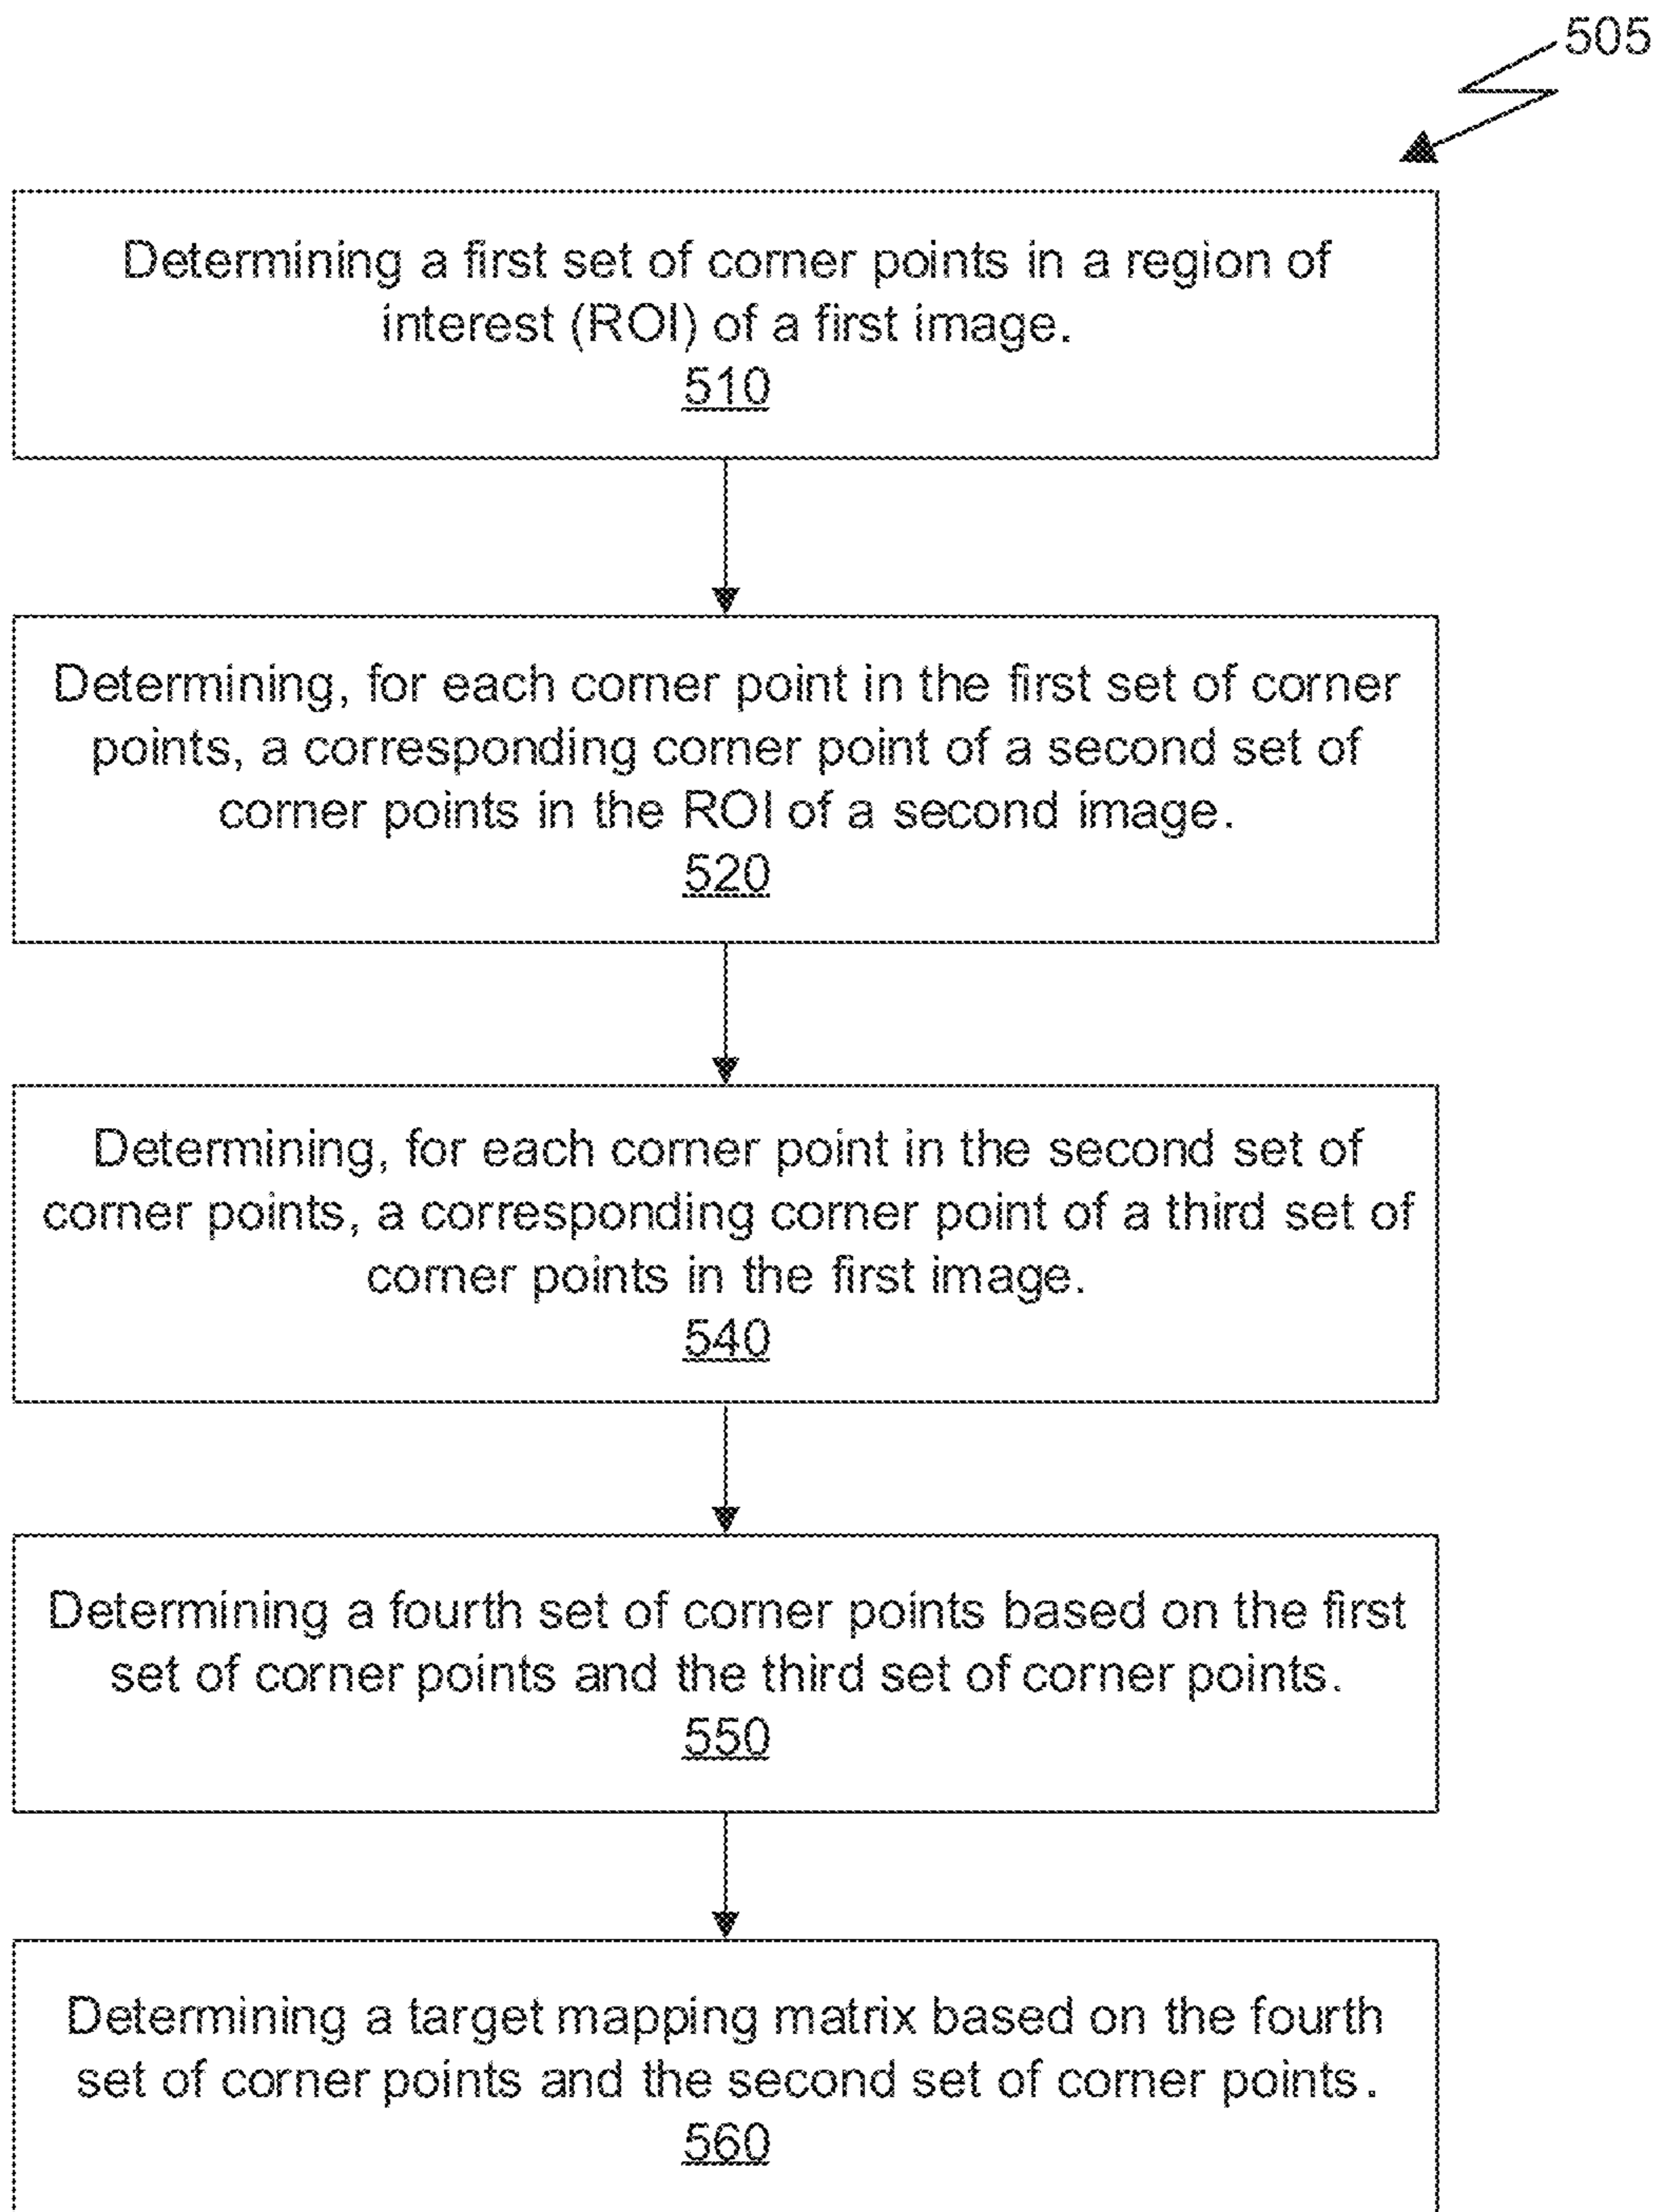 505
Determining a first set of corner points in a region of
interest (ROI) of a first image.
510
Determining, for each corner point in the first set of corner
points, a corresponding corner point of a second set of
corner points in the ROI of a second image.
520
Determining, for each corner point in the second set of
corner points, a corresponding corner point of a third set of
corner points in the first image.
540
Determining a fourth set of corner points based on the first
set of corner points and the third set of corner points.
550
Determining a target mapping matrix based on the fourth
set of corner points and the second set of corner points.
560